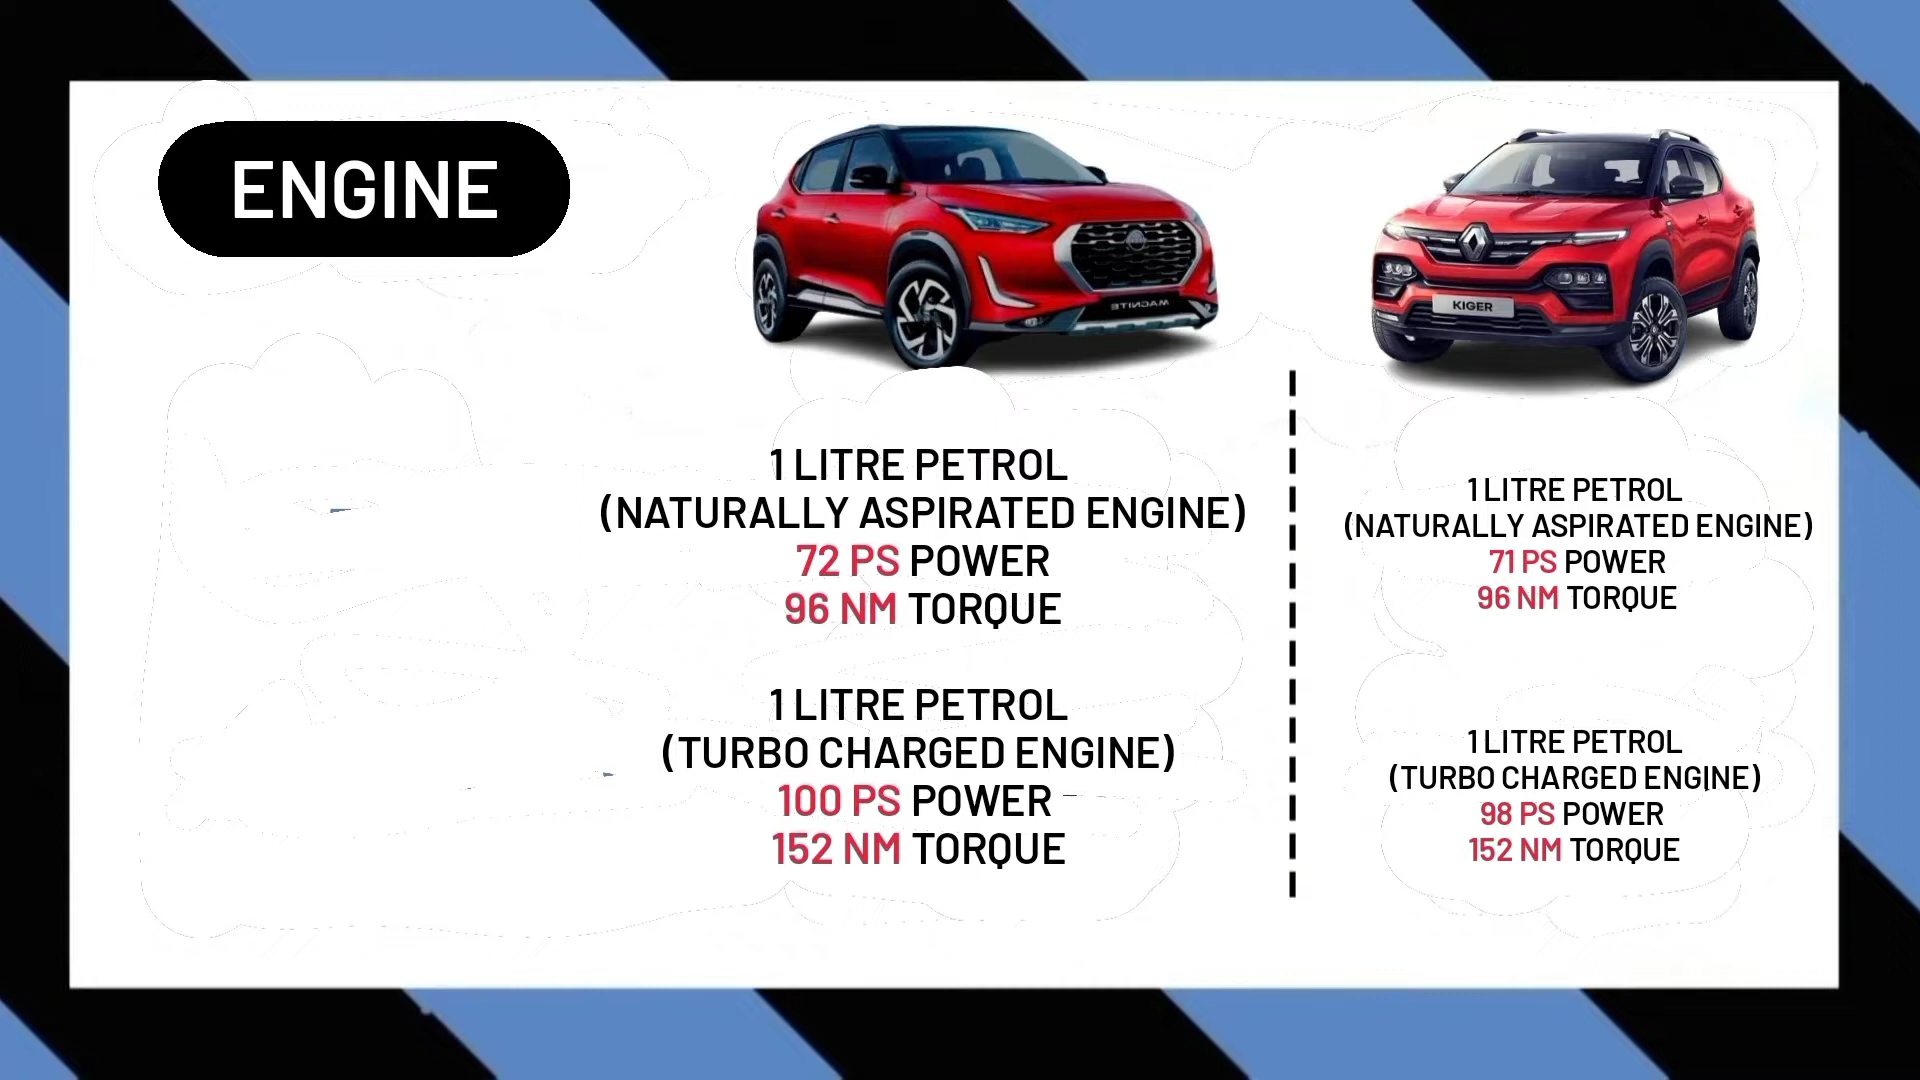 ENGINE
MAGNITE
KIGER
1 LITRE PETROL
(NATURALLY ASPIRATED ENGINE)
72 PS POWER
96 NM TORQUE
1 LITRE PETROL
(TURBO CHARGED ENGINE)
100 PS POWER
152 NM TORQUE
1 LITRE PETROL
(NATURALLY ASPIRATED ENGINE)
71 PS POWER
96 NM TORQUE
1 LITRE PETROL
(TURBO CHARGED ENGINE)
98 PS POWER
152 NM TORQUE